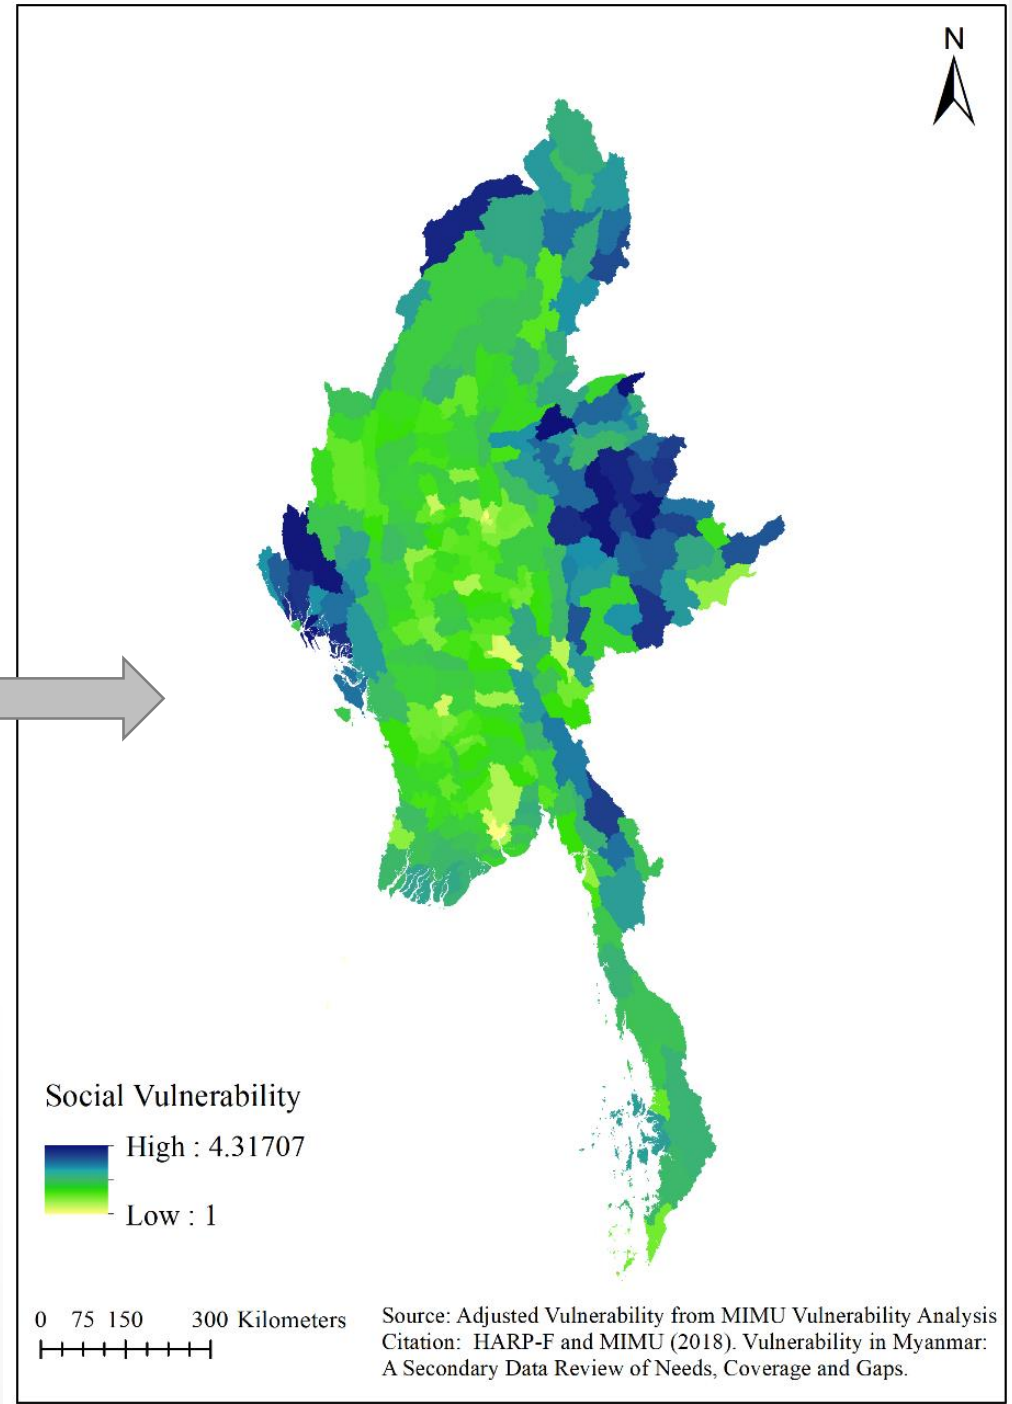 N
Social Vulnerability
High : 4.31707
Low : 1
0 75 150 300 Kilometers
Source: Adjusted Vulnerability from MIMU Vulnerability Analysis
Citation: HARP-F and MIMU (2018). Vulnerability in Myanmar:
A Secondary Data Review of Needs, Coverage and Gaps.